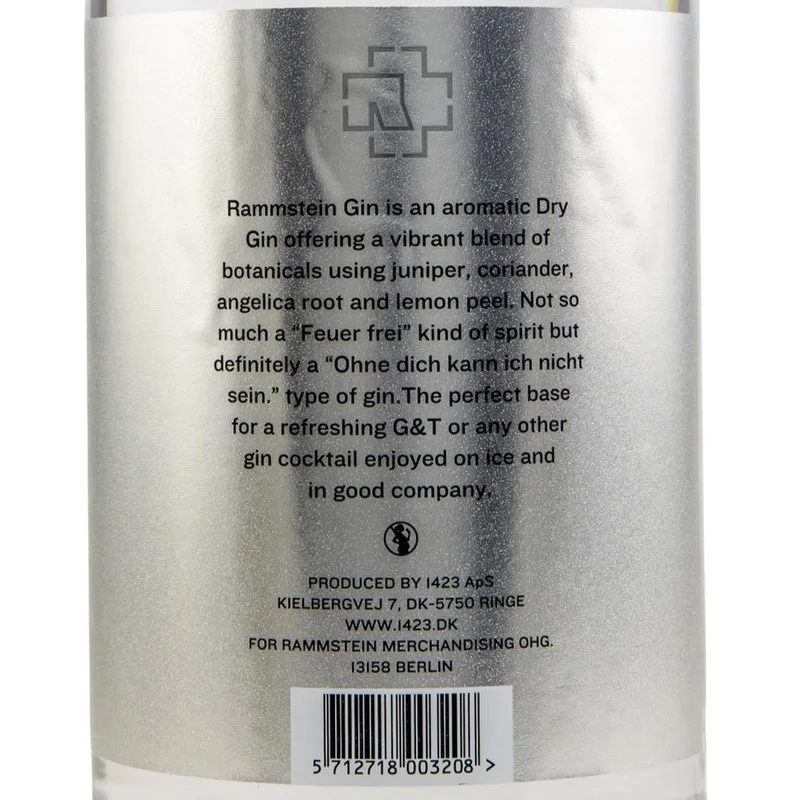 Rammstein Gin is an aromatic Dry
Gin offering a vibrant blend of
botanicals using juniper, coriander,
angelica root and lemon peel. Not so
much a “Feuer frei” kind of spirit but
definitely a “Ohne dich kann ich nicht
sein.” type of gin.The perfect base
for a refreshing G&T or any other
gin cocktail enjoyed on ice and
in good company.
PRODUCED BY 1423 ApS
KIELBERGVEJ 7, DK-5750 RINGE
WWW.1423.DK
FOR RAMMSTEIN MERCHANDISING OHG.
13158 BERLIN
5 712718 003208 >